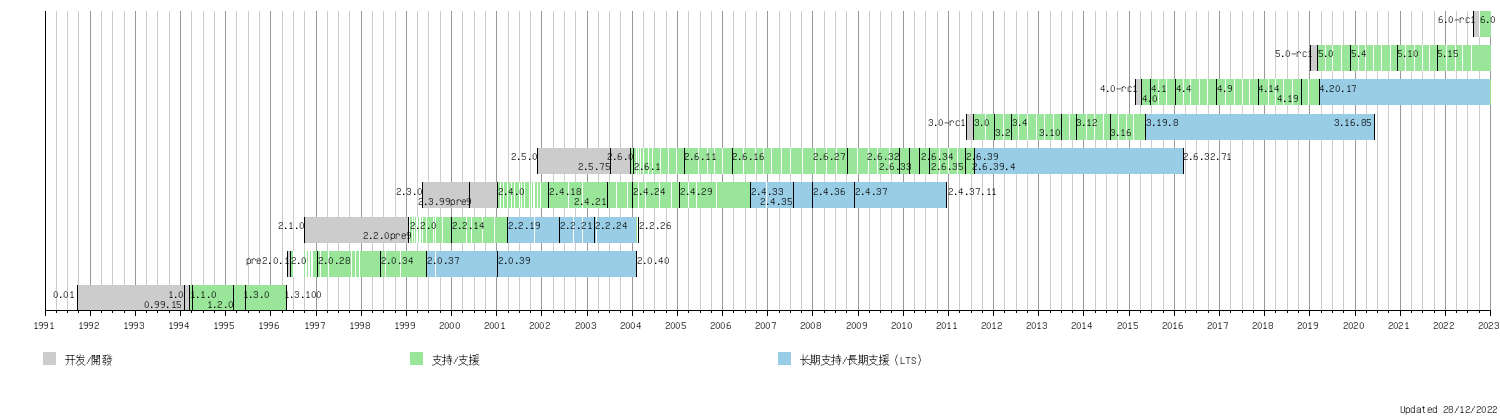 6.0-rc1 6.0
5.0-rc1 5.0 5.4 5.10 5.15
4.0-rc1 4.1 4.4 4.9 4.14 4.20.17
4.0 4.19
3.0-rc1 3.0 3.4 3.12 3.19.8 3.16.85
3.2 3.10 3.16
2.5.0 2.6.0 2.6.11 2.6.16 2.6.27 2.6.32 2.6.34 2.6.39 2.6.32.71
2.5.75 2.6.1 2.6.33 2.6.35 2.6.39.4
2.3.0 2.4.0 2.4.18 2.4.24 2.4.29 2.4.33 2.4.36 2.4.37 2.4.37.11
2.3.99pre9 2.4.21 2.4.35
2.1.0 2.2.0 2.2.14 2.2.19 2.2.21 2.2.24 2.2.26
2.2.0pre9
pre2.0.1 2.0 2.0.28 2.0.34 2.0.37 2.0.39 2.0.40
0.01 1.0 1.1.0 1.3.0 1.3.100
0.99.15 1.2.0
1991 1992 1993 1994 1995 1996 1997 1998 1999 2000 2001 2002 2003 2004 2005 2006 2007 2008 2009 2010 2011 2012 2013 2014 2015 2016 2017 2018 2019 2020 2021 2022 2023
开发/開發 支持/支援 长期支持/長期支援 (LTS)
Updated 28/12/2022